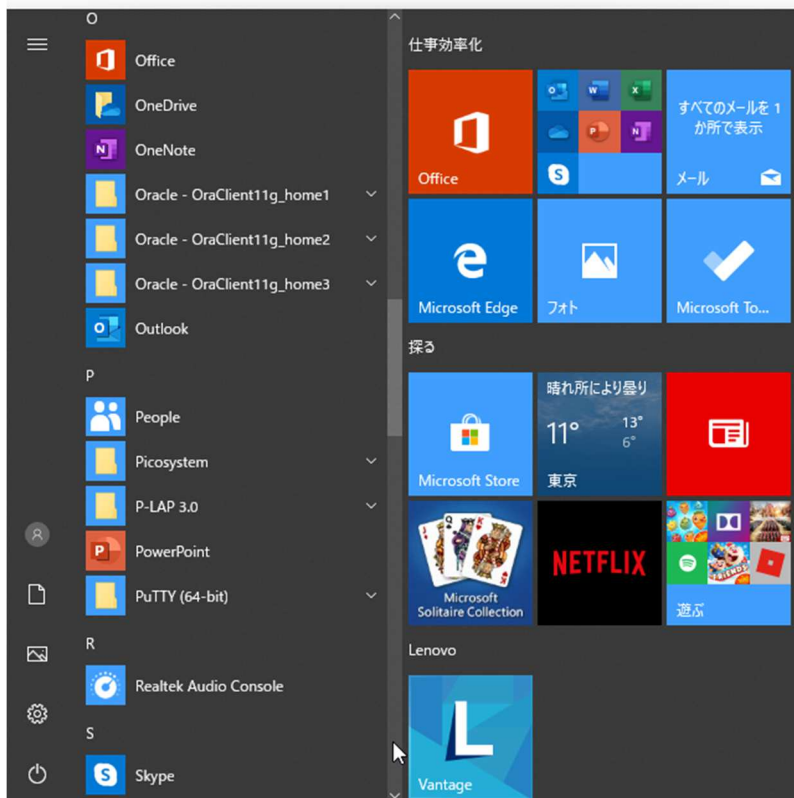 O
Office
OneDrive
OneNote
Oracle - OraClient11g_home1
Oracle - OraClient11g_home2
Oracle - OraClient11g_home3
Outlook
P
People
Picosystem
P-LAP 3.0
PowerPoint
PuTTY (64-bit)
R
Realtek Audio Console
S
Skype
仕事効率化
Office
すべてのメールを 1
か所で表示
メール
Microsoft Edge
フォト
Microsoft To...
探る
Microsoft Store
晴れ所により曇り
11°
13°
6°
東京
Microsoft
Solitaire Collection
NETFLIX
FRIENDS
遊ぶ
Lenovo
L
Vantage